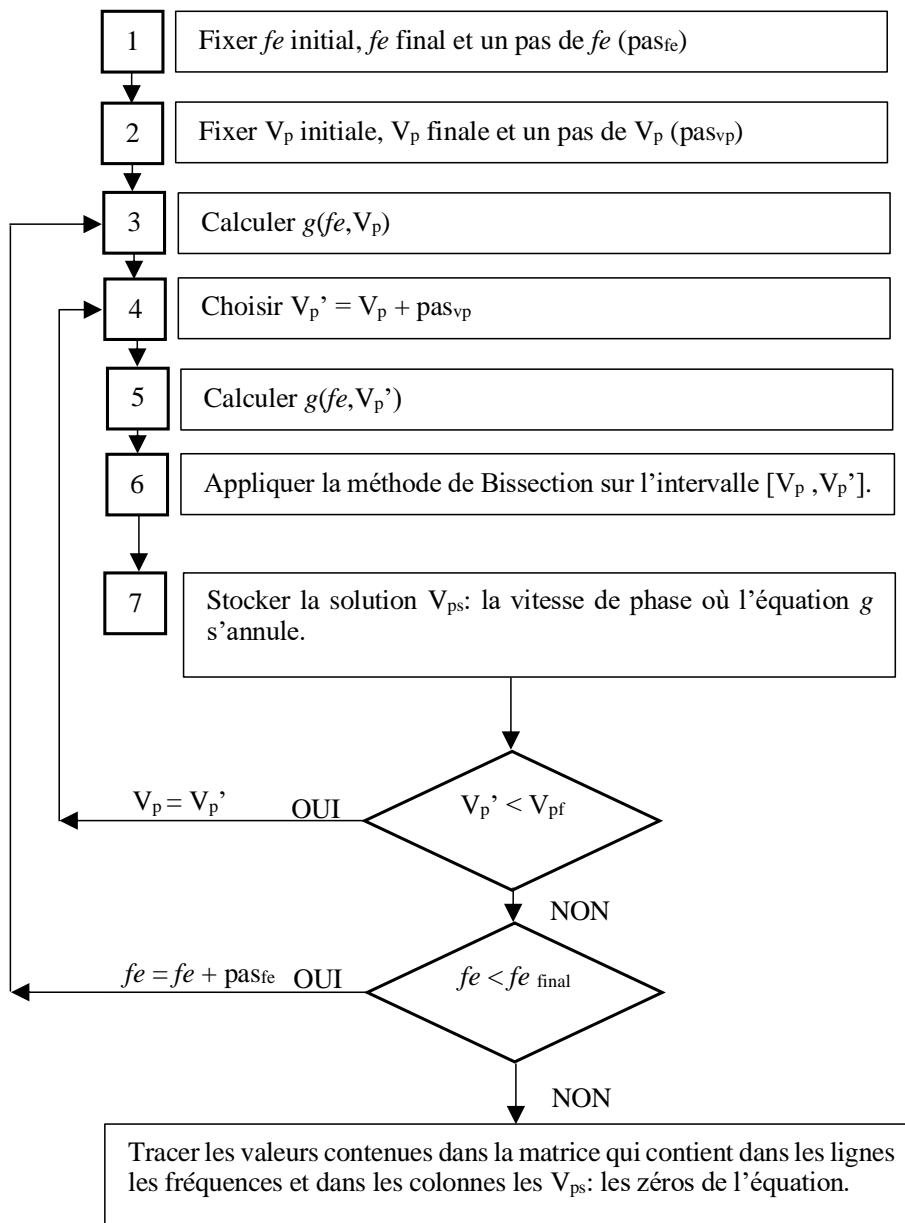 1
Fixer fe initial, fe final et un pas de fe (pasfe)
2
Fixer Vp initiale, Vp finale et un pas de Vp (pasvp)
3
Calculer g(fe,Vp)
4
Choisir Vp’ = Vp + pasvp
5
Calculer g(fe,Vp’)
6
Appliquer la méthode de Bissection sur l’intervalle [Vp ,Vp’].
7
Stocker la solution Vps: la vitesse de phase où l’équation g
s’annule.
Vp = Vp’
OUI
Vp’ < Vpf
NON
fe = fe + pasfe
OUI
fe < fe final
NON
Tracer les valeurs contenues dans la matrice qui contient dans les lignes
les fréquences et dans les colonnes les Vps: les zéros de l’équation.